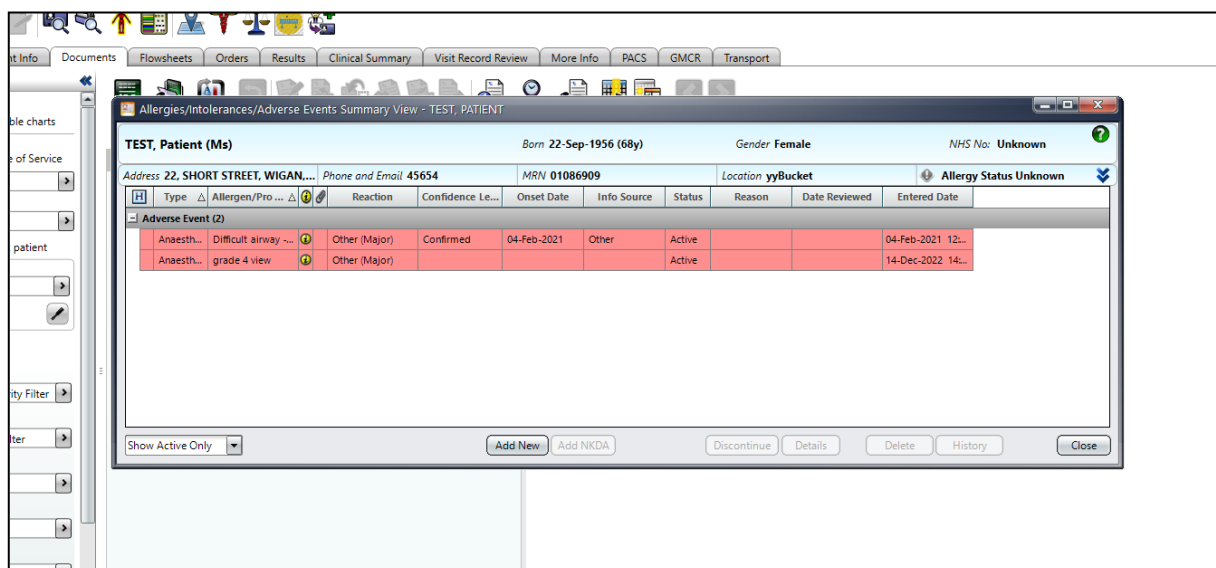 nt Info Documents Flowsheets Orders Results Clinical Summary Visit Record Review More Info PACS GMCR Transport
Allergies/Intolerances/Adverse Events Summary View - TEST, PATIENT
ble charts
TEST, Patient (Ms) Born 22-Sep-1956 (68y) Gender Female NHS No: Unknown
e of Service
Address 22, SHORT STREET, WIGAN,... Phone and Email 45654 MRN 01086909 Location yyBucket Allergy Status Unknown
H Type Allergen/Pro ... Reaction Confidence Le... Onset Date Info Source Status Reason Date Reviewed Entered Date
Adverse Event (2)
Anaesth... Difficult airway -... Other (Major) Confirmed 04-Feb-2021 Other Active 04-Feb-2021 12:...
patient
Anaesth... grade 4 view Other (Major) Active 14-Dec-2022 14:...
rity Filter
lter
Show Active Only Add New Add NKDA Discontinue Details Delete History Close